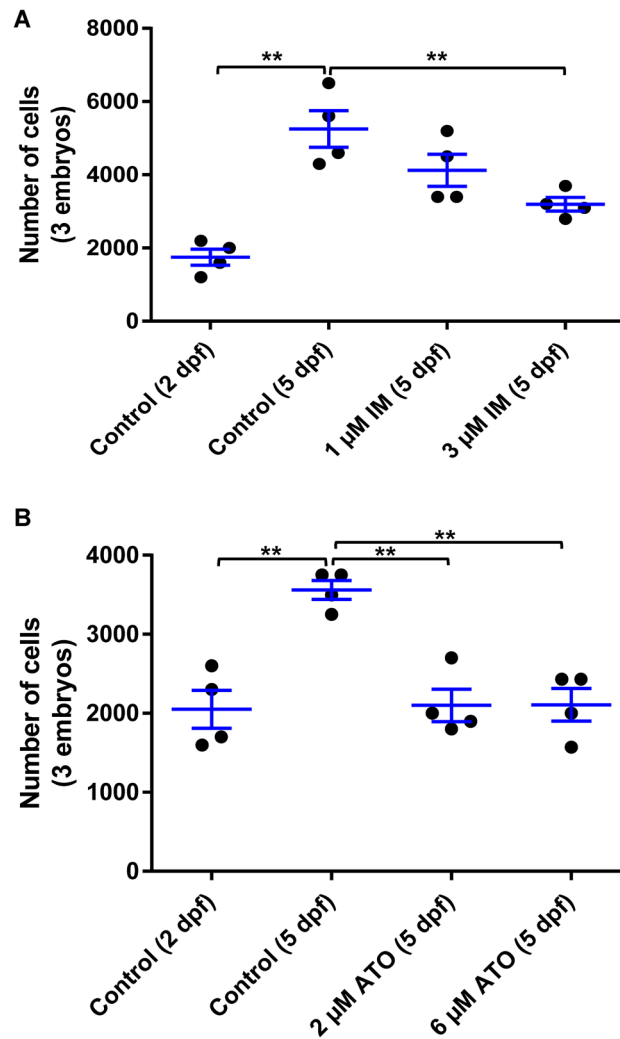 A
Number of cells
(3 embryos)
8000
6000
4000
2000
0
**
**
Control (2 dpf)
Control (5 dpf)
1 µM IM (5 dpf)
3 µM IM (5 dpf)
B
Number of cells
(3 embryos)
4000
3000
2000
1000
0
**
**
**
Control (2 dpf)
Control (5 dpf)
2 µM ATO (5 dpf)
6 µM ATO (5 dpf)